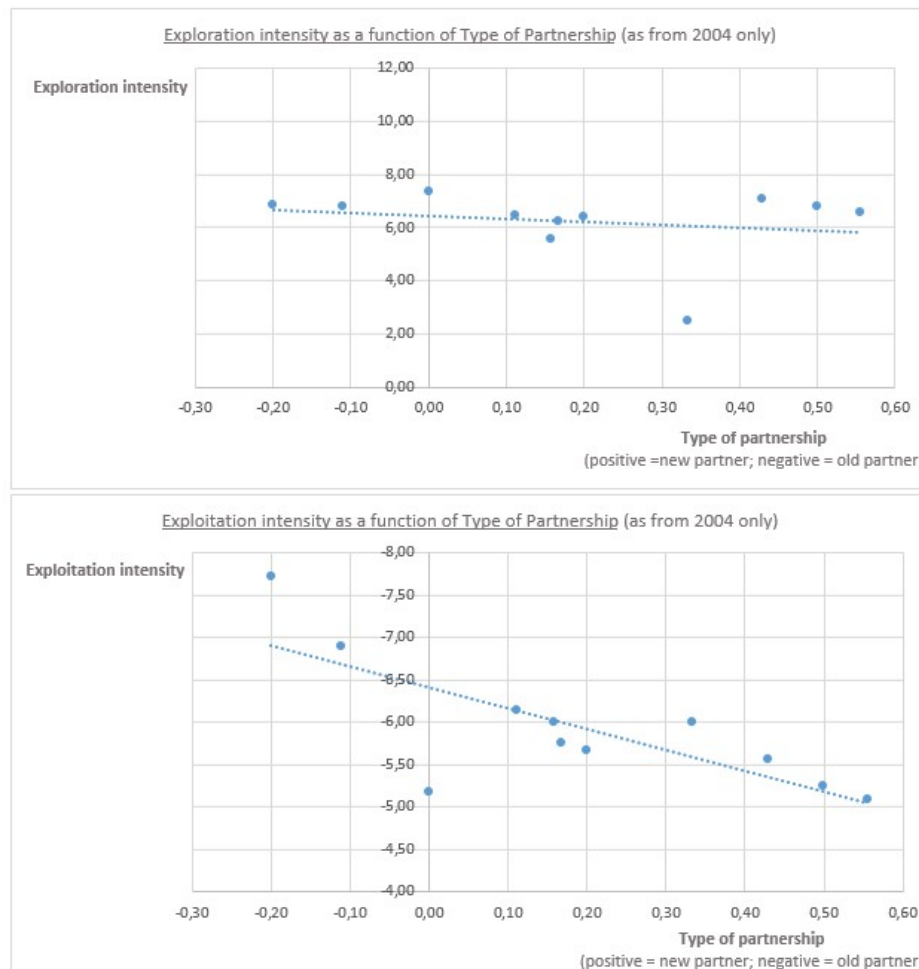 Exploration intensity as a function of Type of Partnership (as from 2004 only)
Exploration intensity
12,00
10,00
8,00
6,00
4,00
2,00
0,00
-0,30 -0,20 -0,10 0,00 0,10 0,20 0,30 0,40 0,50 0,60
Type of partnership
(positive =new partner; negative = old partner
Exploitation intensity as a function of Type of Partnership (as from 2004 only)
Exploitation intensity
-8,00
-7,50
-7,00
-6,50
-6,00
-5,50
-5,00
-4,50
-4,00
-0,30 -0,20 -0,10 0,00 0,10 0,20 0,30 0,40 0,50 0,60
Type of partnership
(positive = new partner; negative = old partner